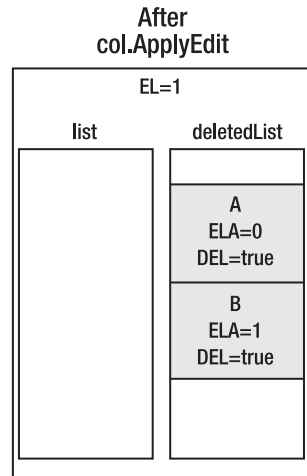 After
col.ApplyEdit
EL=1
list deletedList
A
ELA=0
DEL=true
B
ELA=1
DEL=true